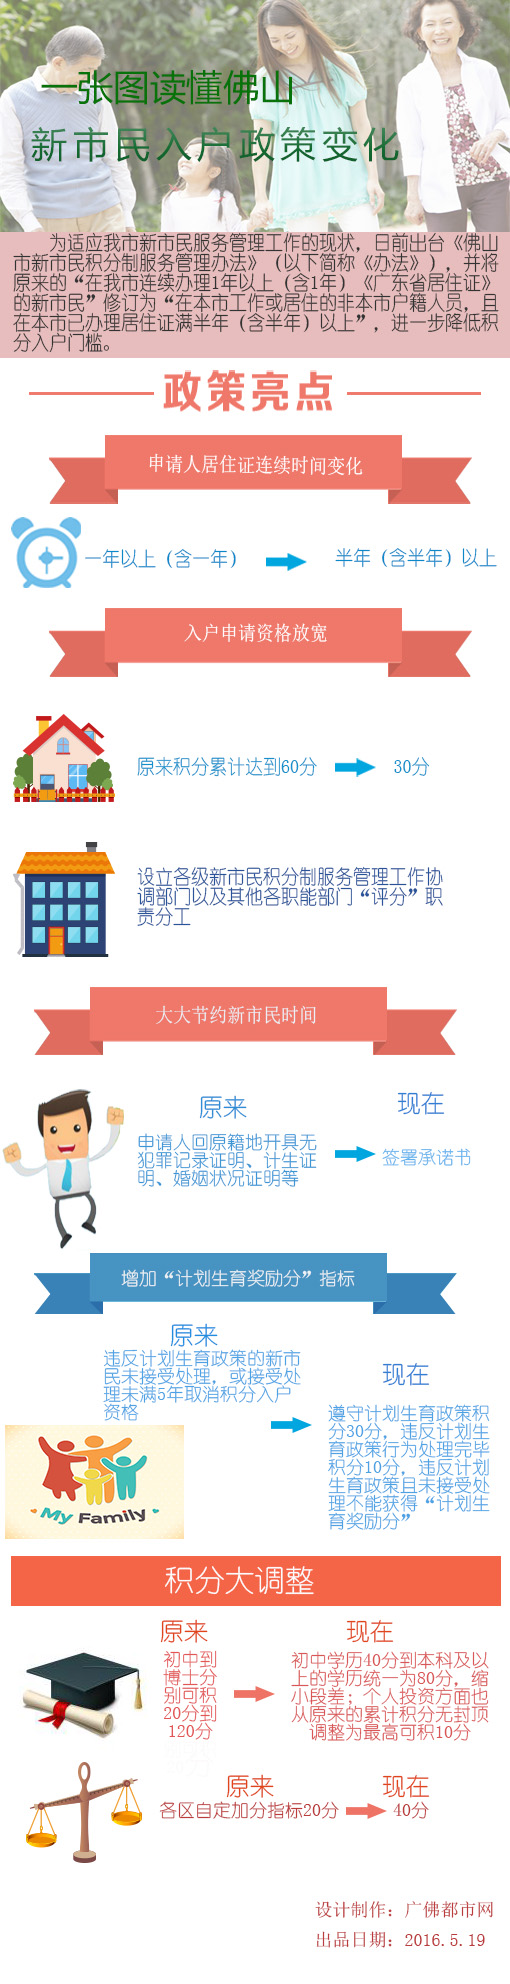 一张图读懂佛山
新市民入户政策变化
为适应我市新市民服务管理工作的现状，日前出台《佛山
市新市民积分制服务管理办法》（以下简称《办法》），并将
原来的“在我市连续办理1年以上（含1年）《广东省居住证》
的新市民”修订为“在本市工作或居住的非本市户籍人员，且
在本市已办理居住证满半年（含半年）以上”，进一步降低积
分入户门槛。
政策亮点
申请人居住证连续时间变化
一年以上（含一年）
半年（含半年）以上
入户申请资格放宽
原来积分累计达到60分
30分
设立各级新市民积分制服务管理工作协
调部门以及其他各职能部门“评分”职
责分工
大大节约新市民时间
原来
申请人回原籍地开具无
犯罪记录证明、计生证
明、婚姻状况证明等
现在
签署承诺书
增加“计划生育奖励分”指标
原来
违反计划生育政策的新市
民未接受处理，或接受处
理未满5年取消积分入户
资格
现在
遵守计划生育政策积
分30分，违反计划生
育政策行为处理完毕
积分10分，违反计划
生育政策且未接受处
理不能获得“计划生
育奖励分”
My Family
积分大调整
原来
初中到
博士分
别可积
20分到
120分
现在
初中学历40分到本科及以
上的学历统一为80分，缩
小段差；个人投资方面也
从原来的累计积分无封顶
调整为最高可积10分
原来
各区自定加分指标20分
现在
40分
设计制作：广佛都市网
出品日期：2016.5.19